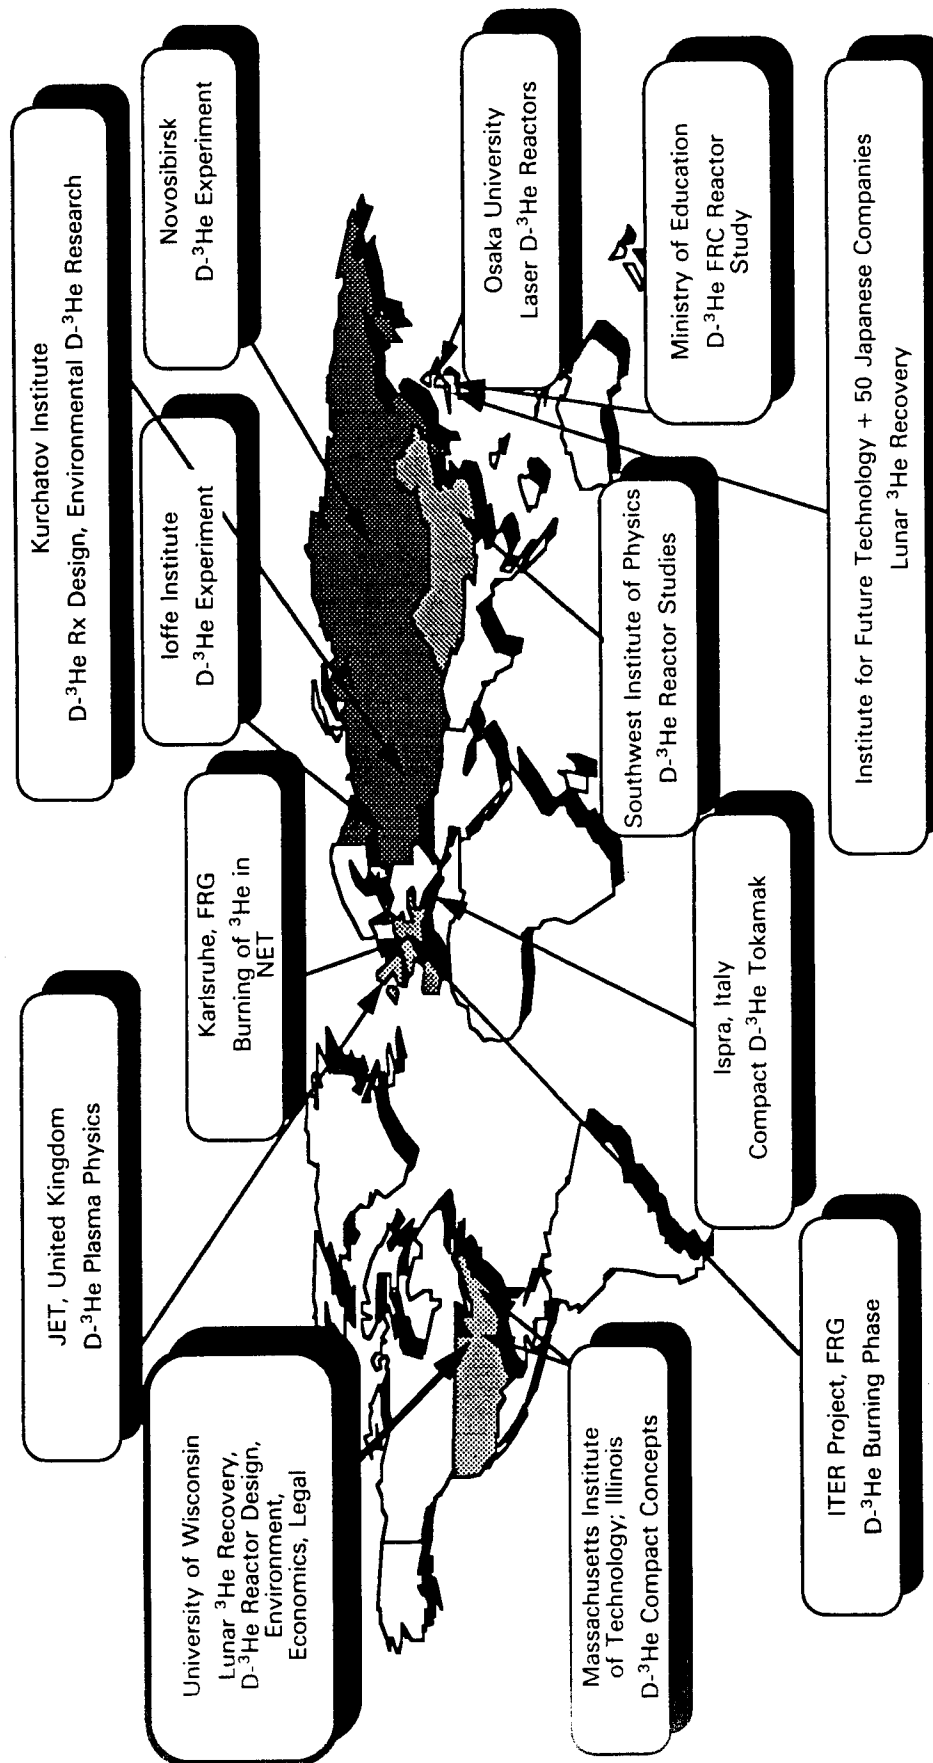 Kurchatov Institute
D-³He Rx Design, Environmental D-³He Research
JET, United Kingdom
D-³He Plasma Physics
Karlsruhe, FRG
Burning of ³He in
NET
Ioffe Institute
D-³He Experiment
Novosibirsk
D-³He Experiment
University of Wisconsin
Lunar ³He Recovery,
D-³He Reactor Design,
Environment,
Economics, Legal
Osaka University
Laser D-³He Reactors
Massachusetts Institute
of Technology; Illinois
D-³He Compact Concepts
Southwest Institute of Physics
D-³He Reactor Studies
Ministry of Education
D-³He FRC Reactor
Study
Ispra, Italy
Compact D-³He Tokamak
ITER Project, FRG
D-³He Burning Phase
Institute for Future Technology + 50 Japanese Companies
Lunar ³He Recovery